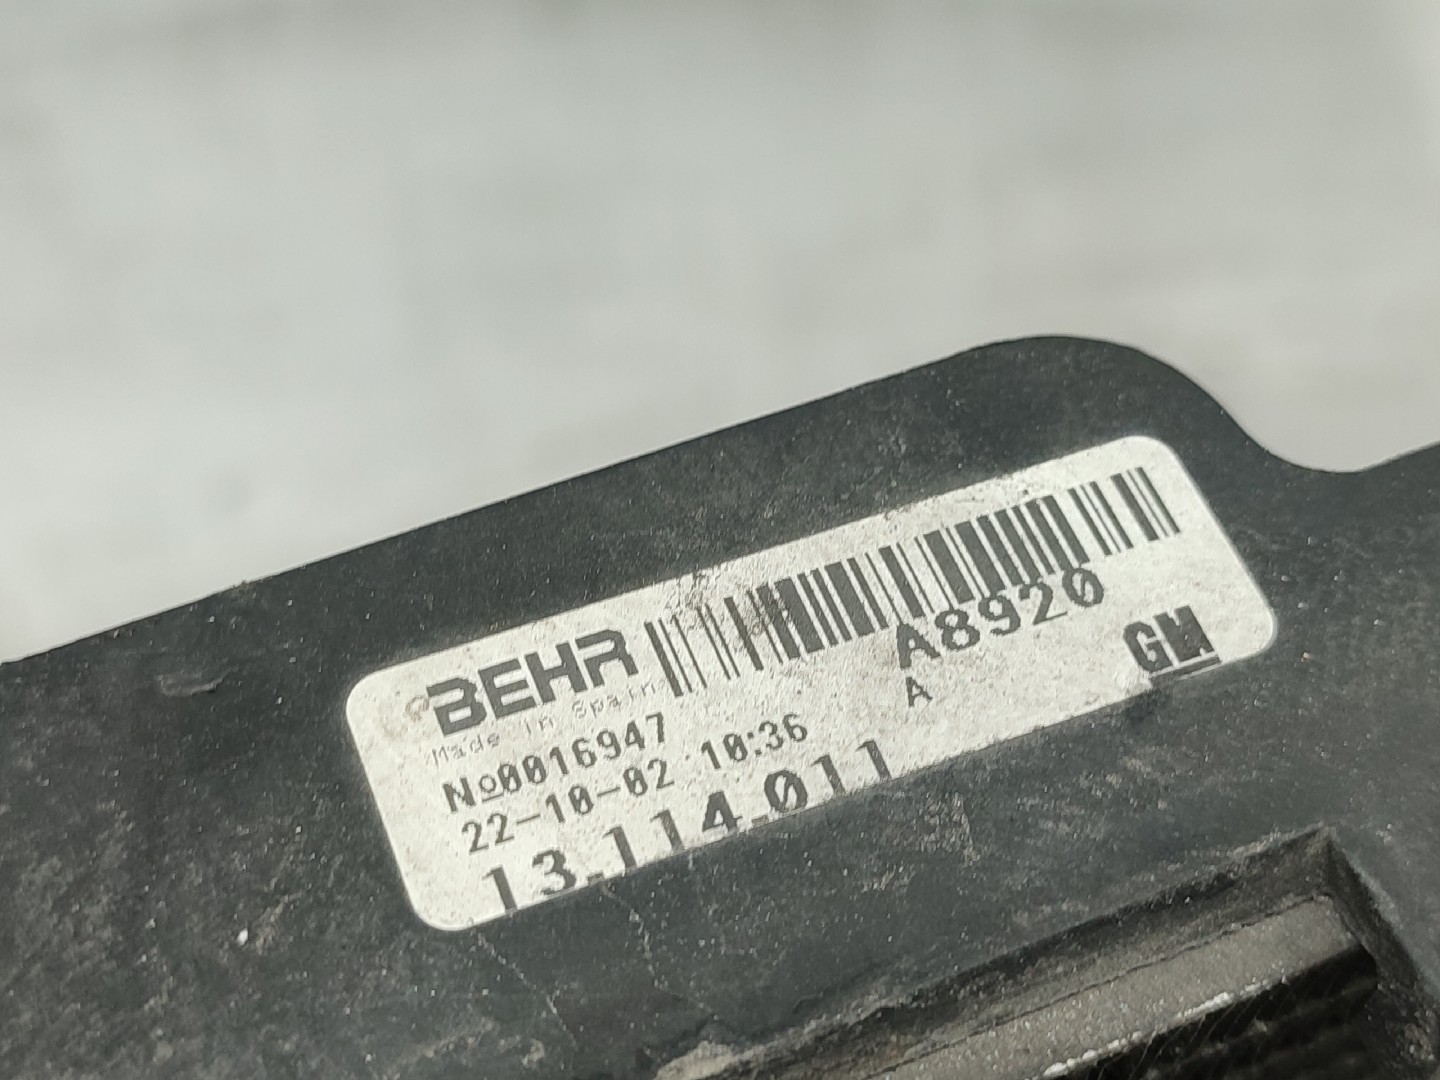 BEHR
Made in Spain
A8920
GM
Nº0016947
A
22-10-02 10:36
13.114.011